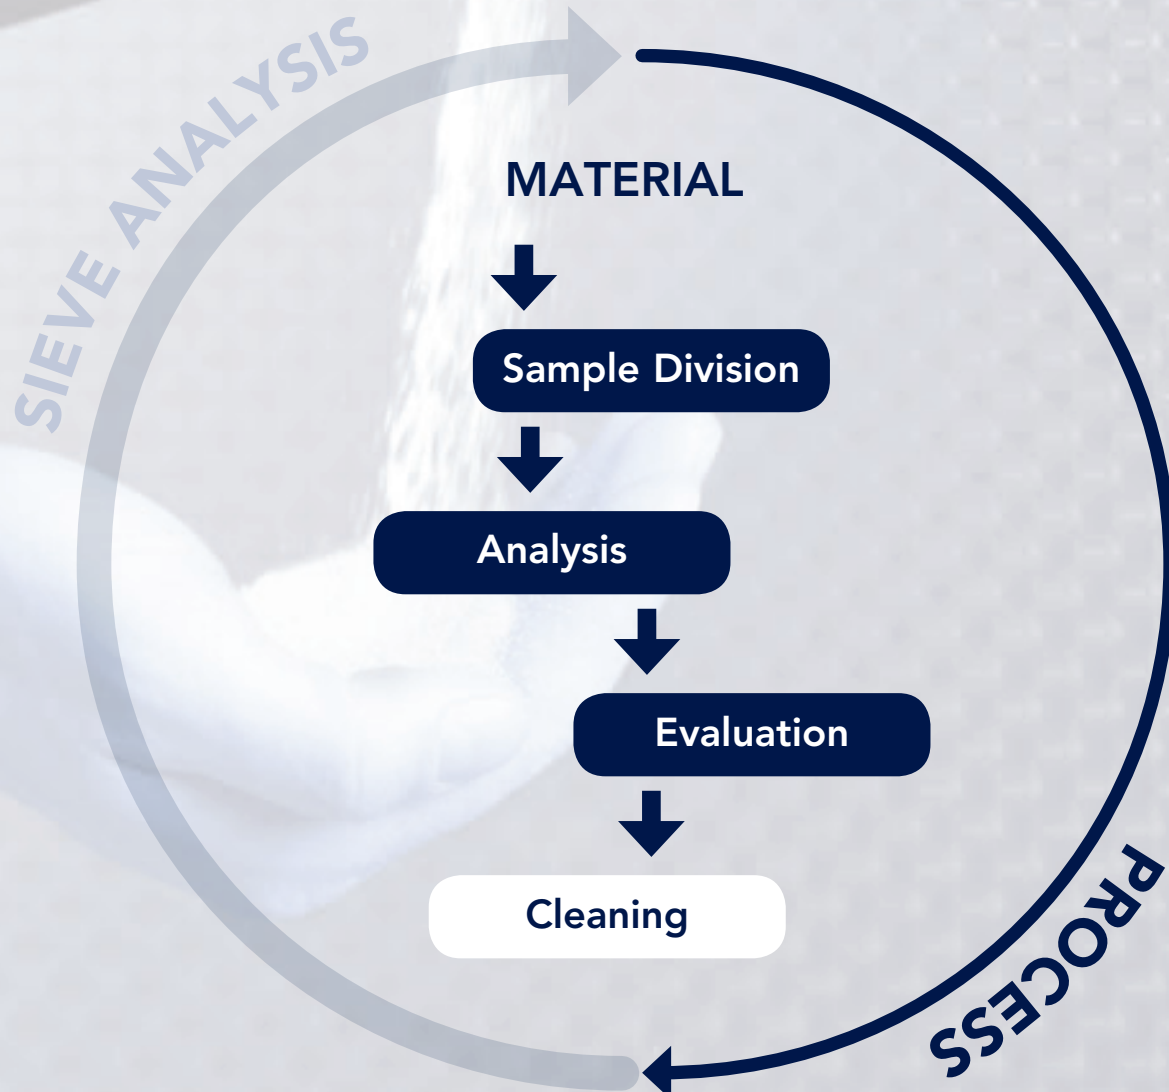 SIEVE ANALYSIS
MATERIAL
Sample Division
Analysis
Evaluation
Cleaning
PROCESS